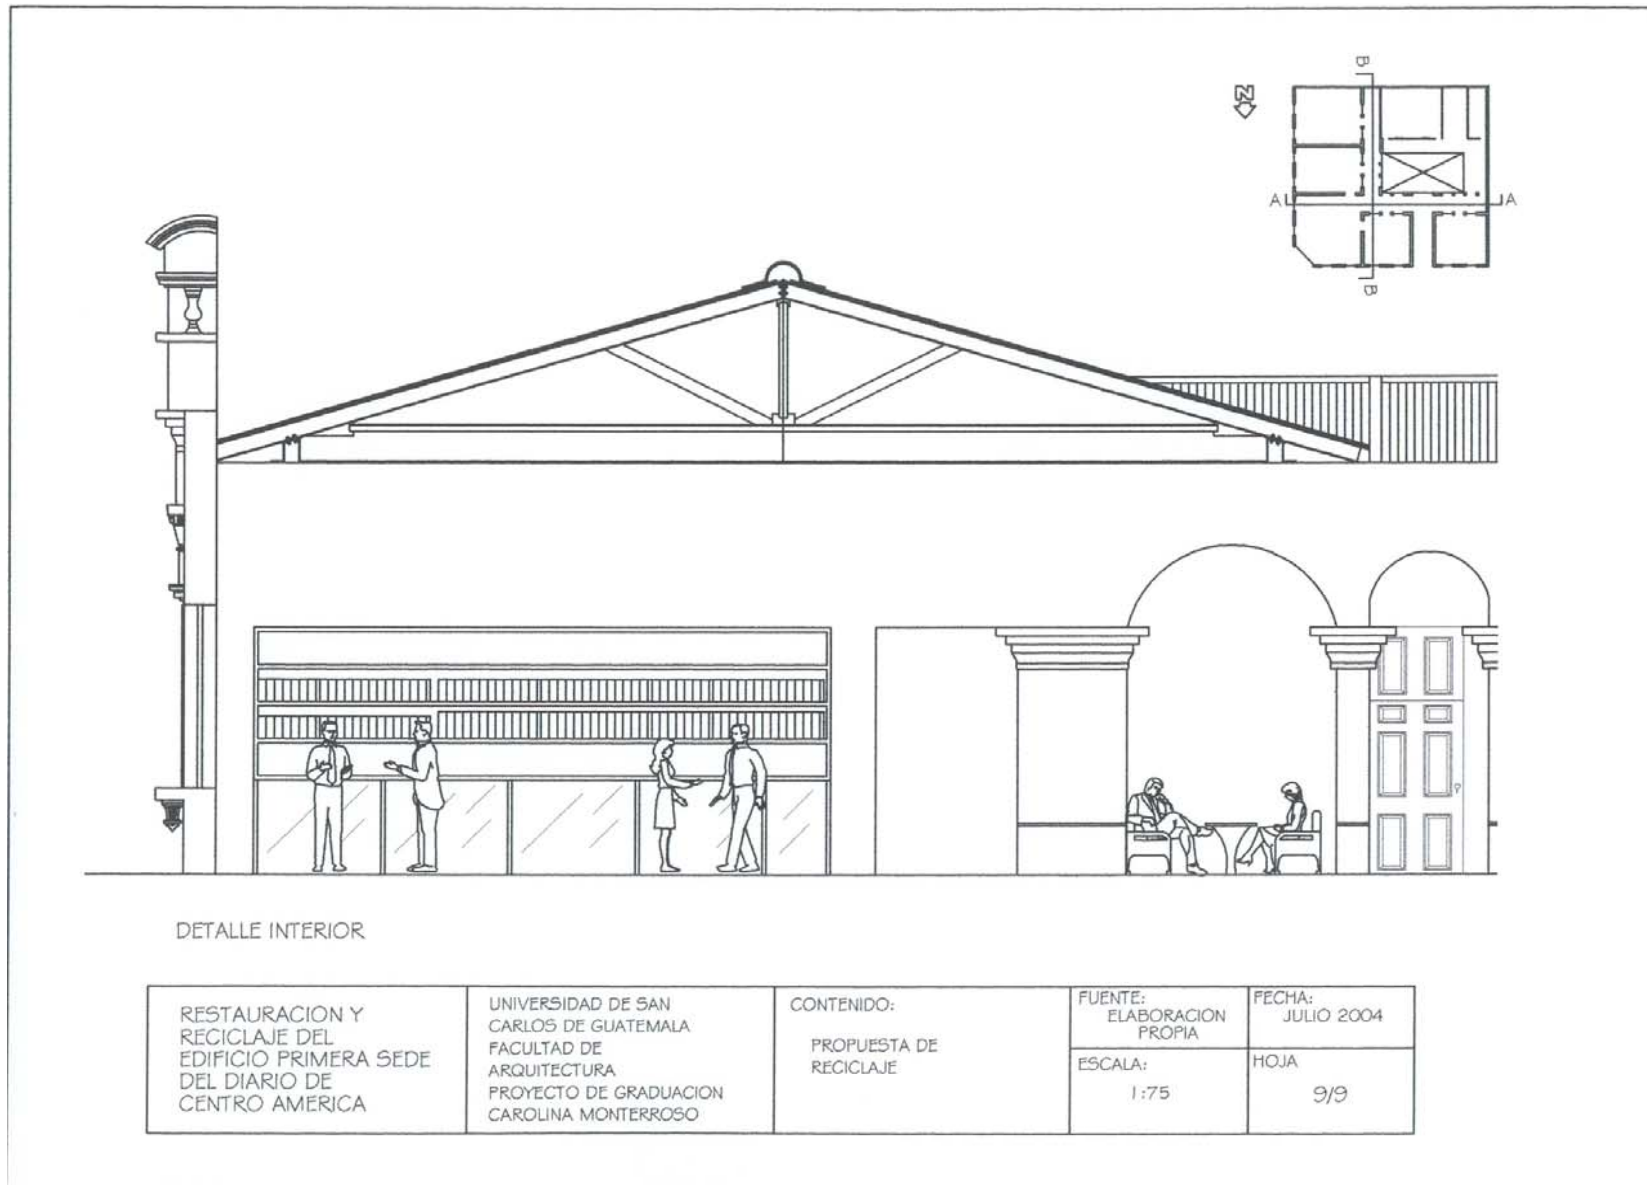 B
N
A
A
B
DETALLE INTERIOR
RESTAURACION Y
RECICLAJE DEL
EDIFICIO PRIMERA SEDE
DEL DIARIO DE
CENTRO AMERICA
UNIVERSIDAD DE SAN
CARLOS DE GUATEMALA
FACULTAD DE
ARQUITECTURA
PROYECTO DE GRADUACION
CAROLINA MONTERROSO
CONTENIDO:
PROPUESTA DE
RECICLAJE
FUENTE:
ELABORACION
PROPIA
FECHA:
JULIO 2004
ESCALA:
1:75
HOJA
9/9